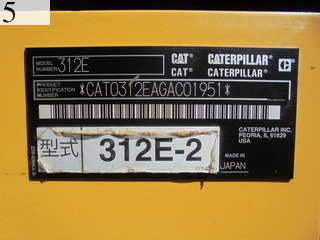 5
MODEL NUMBER 312E
CAT CATERPILLAR C
CAT CATERPILLAR
PRODUCT IDENTIFICATION NUMBER *CAT0312EAGAC01951*
CATERPILLAR INC.
PEORIA, IL 61629
USA
型式 312E-2
MADE IN
JAPAN